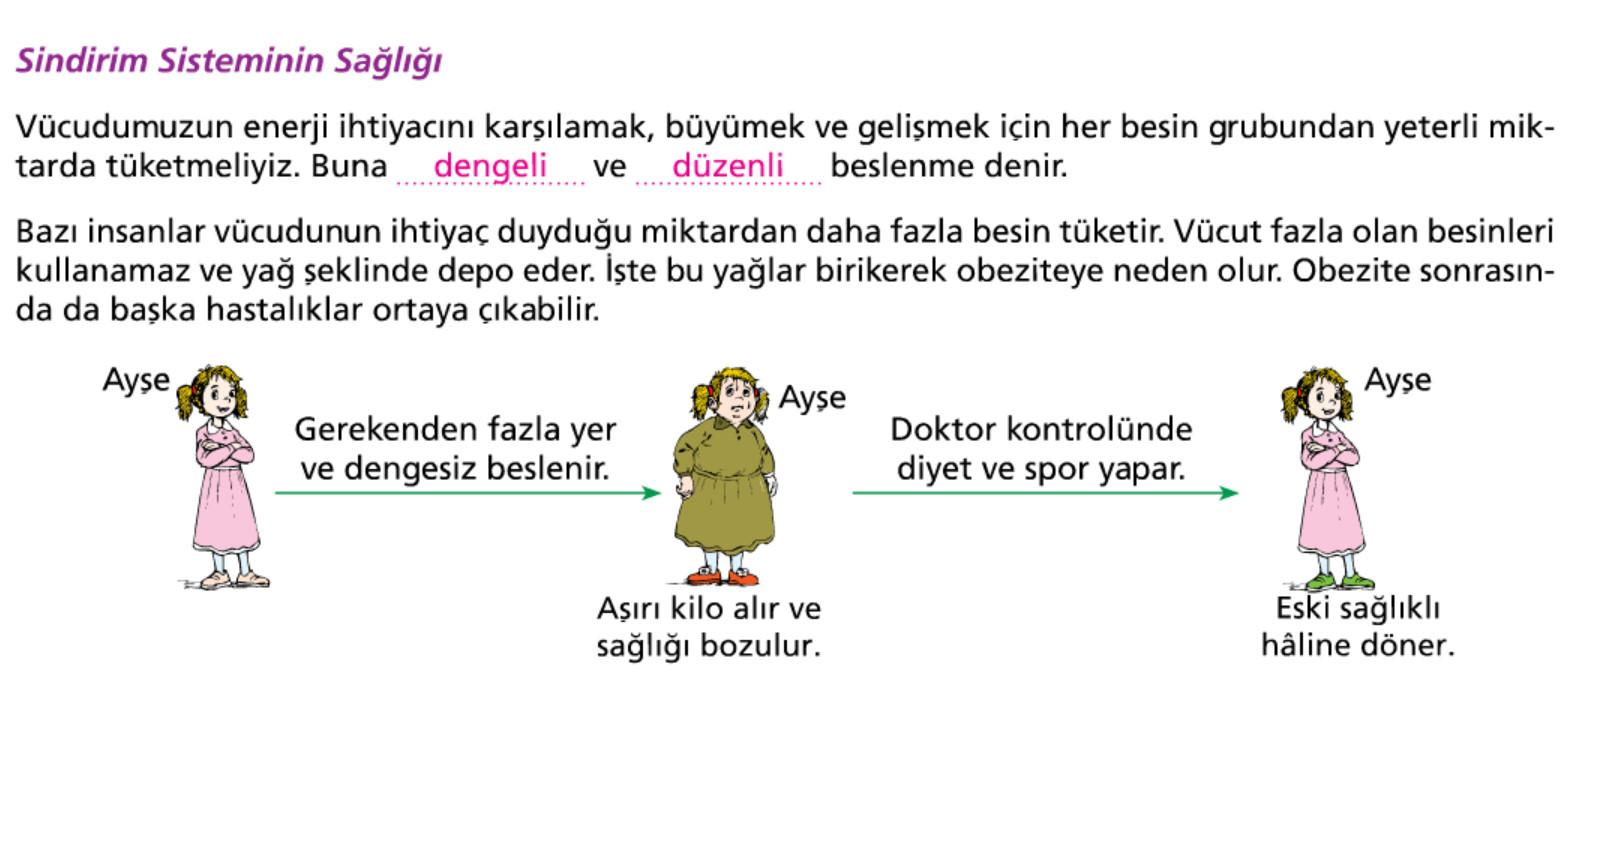 Sindirim Sisteminin Sağlığı
Vücudumuzun enerji ihtiyacını karşılamak, büyümek ve gelişmek için her besin grubundan yeterli mik-
tarda tüketmeliyiz. Buna dengeli ve düzenli beslenme denir.
Bazı insanlar vücudunun ihtiyaç duyduğu miktardan daha fazla besin tüketir. Vücut fazla olan besinleri
kullanamaz ve yağ şeklinde depo eder. İşte bu yağlar birikerek obeziteye neden olur. Obezite sonrasın-
da da başka hastalıklar ortaya çıkabilir.
Ayşe
Gerekenden fazla yer
ve dengesiz beslenir.
Ayşe
Aşırı kilo alır ve
sağlığı bozulur.
Doktor kontrolünde
diyet ve spor yapar.
Ayşe
Eski sağlıklı
hâline döner.